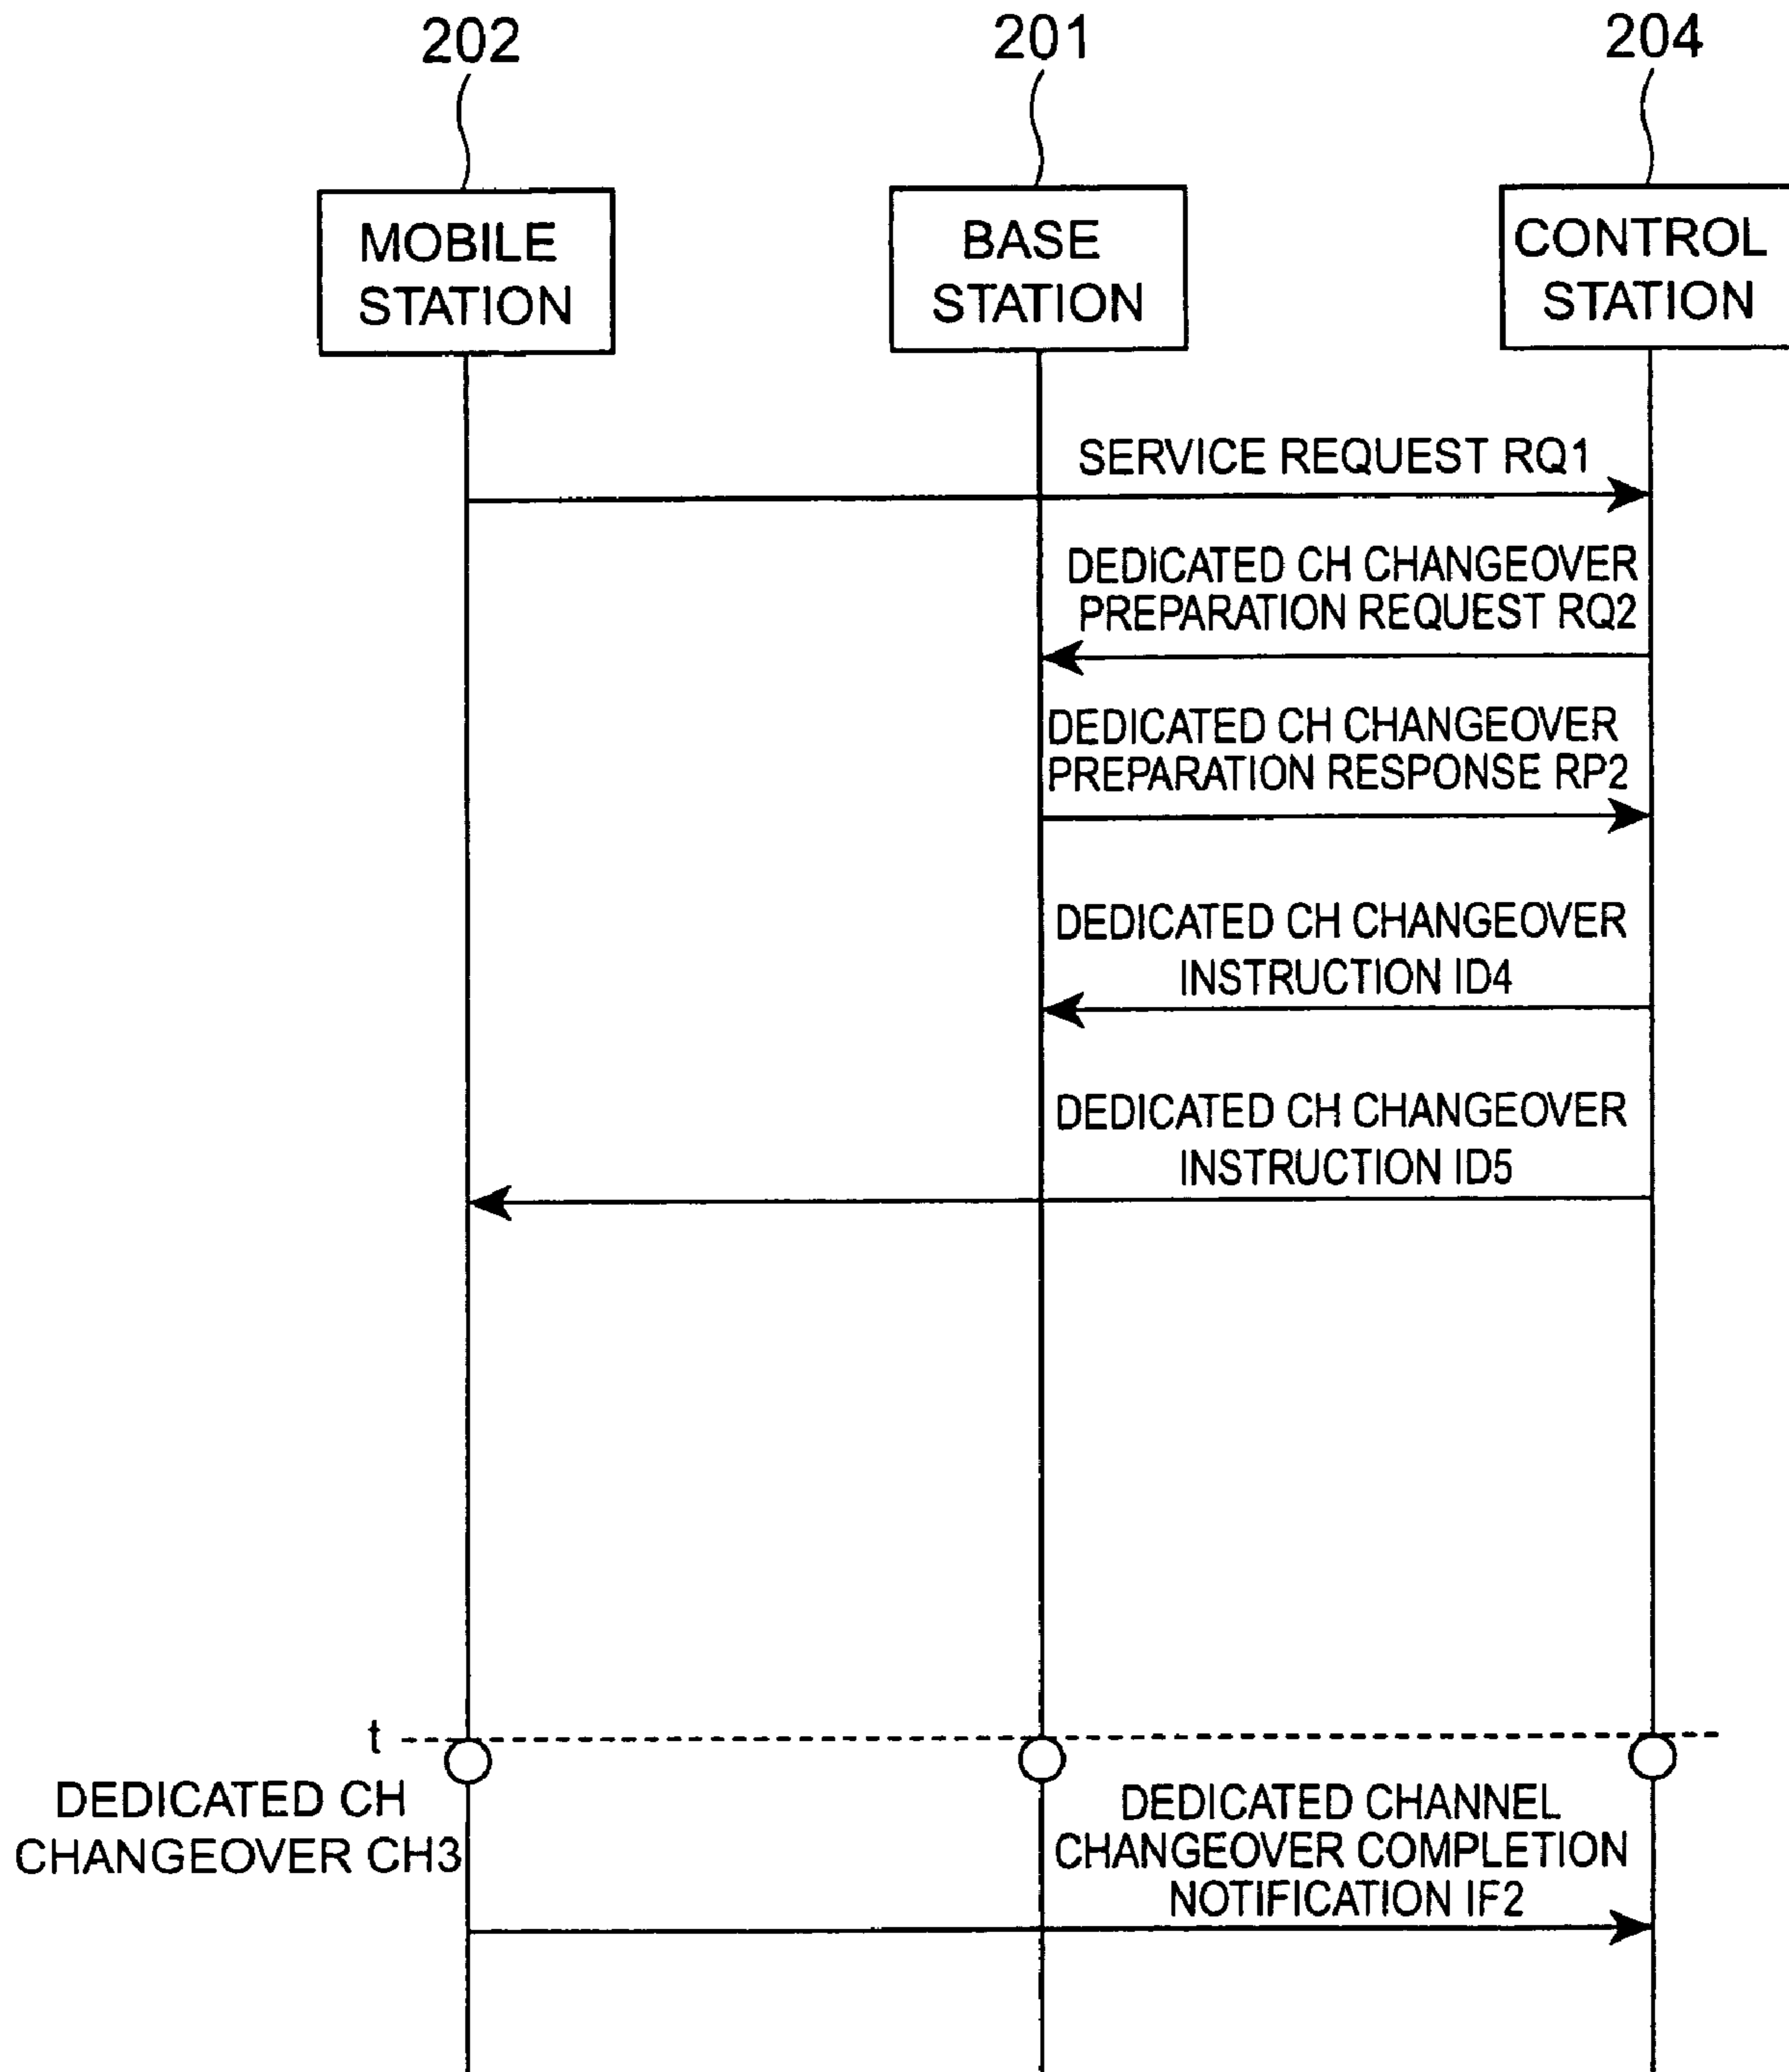 202
201
204
MOBILE
STATION
BASE
STATION
CONTROL
STATION
SERVICE REQUEST RQ1
DEDICATED CH CHANGEOVER
PREPARATION REQUEST RQ2
DEDICATED CH CHANGEOVER
PREPARATION RESPONSE RP2
DEDICATED CH CHANGEOVER
INSTRUCTION ID4
DEDICATED CH CHANGEOVER
INSTRUCTION ID5
t
DEDICATED CH
CHANGEOVER CH3
DEDICATED CHANNEL
CHANGEOVER COMPLETION
NOTIFICATION IF2